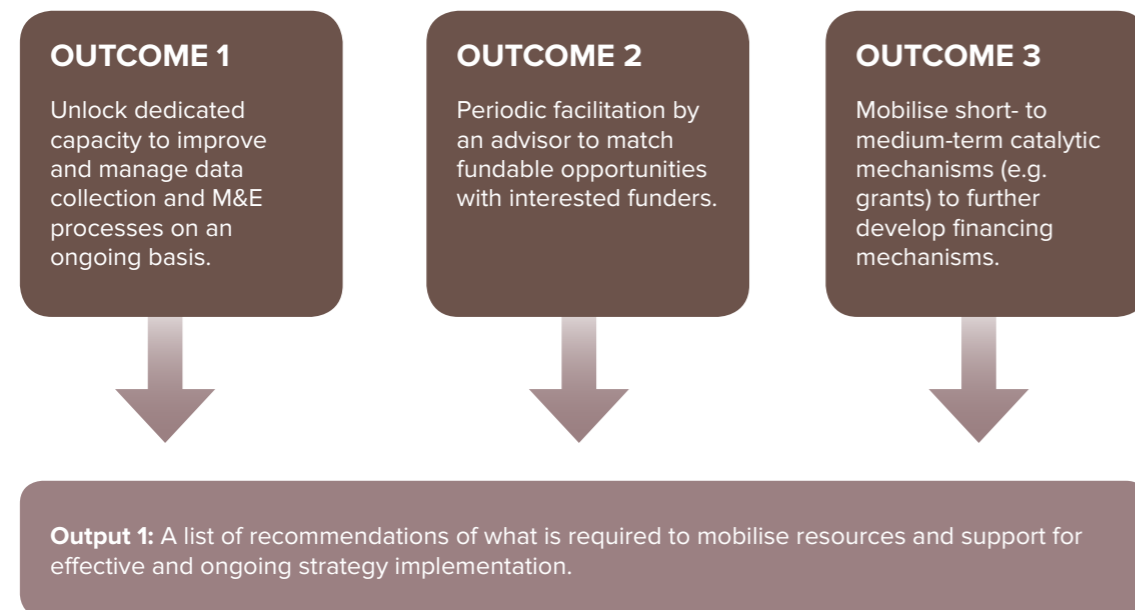 OUTCOME 1
Unlock dedicated
capacity to improve
and manage data
collection and M&E
processes on an
ongoing basis.
OUTCOME 2
Periodic facilitation by
an advisor to match
fundable opportunities
with interested funders.
OUTCOME 3
Mobilise short- to
medium-term catalytic
mechanisms (e.g.
grants) to further
develop financing
mechanisms.
Output 1: A list of recommendations of what is required to mobilise resources and support for
effective and ongoing strategy implementation.